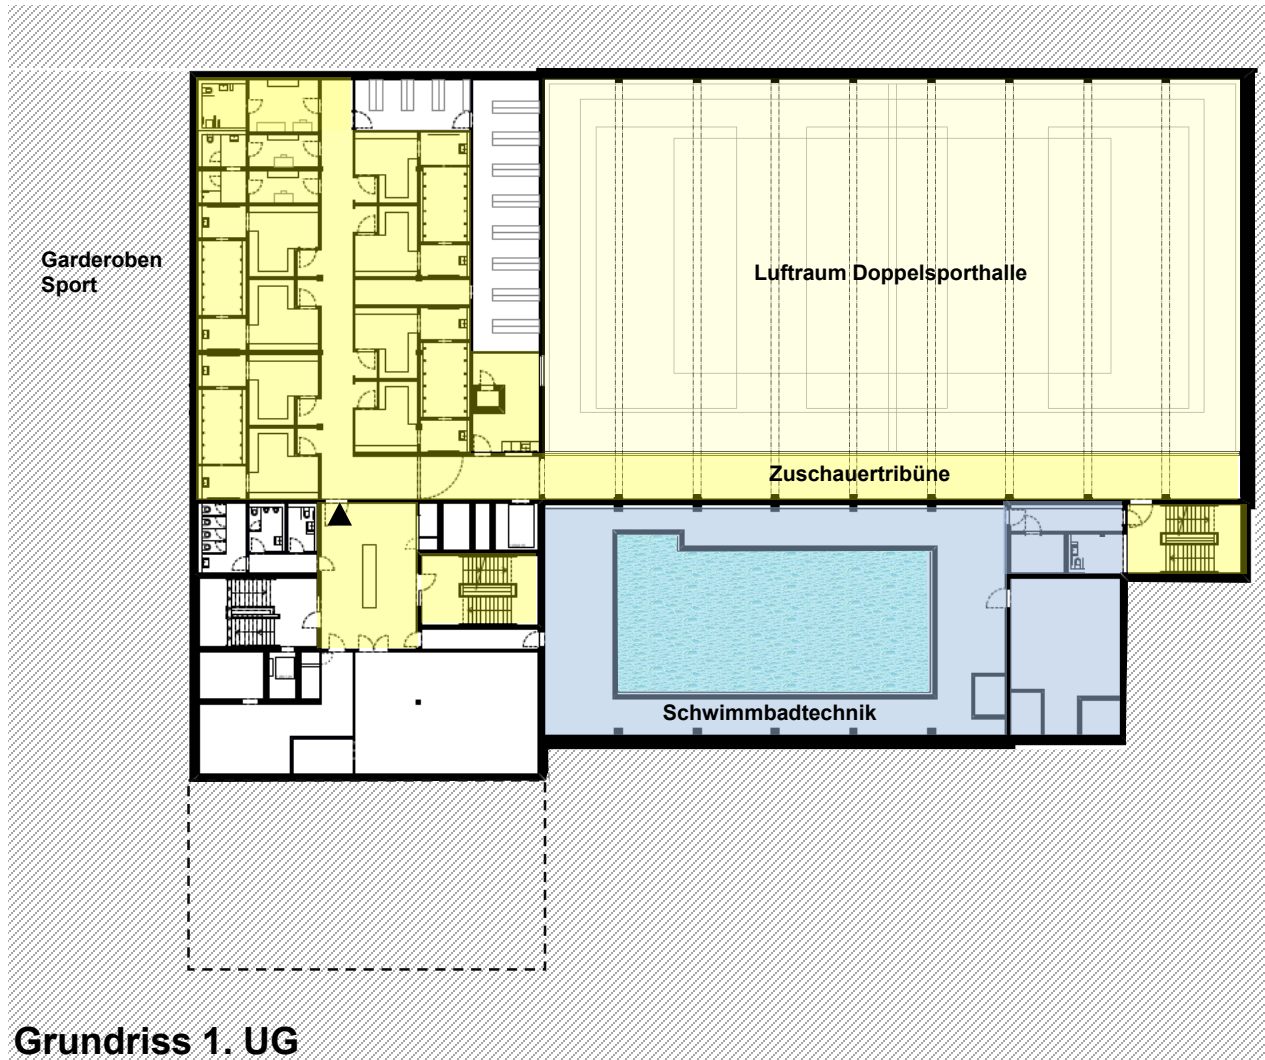 Garderoben
Sport
Luftraum Doppelsporthalle
Zuschauertribüne
Schwimmbadtechnik
Grundriss 1. UG